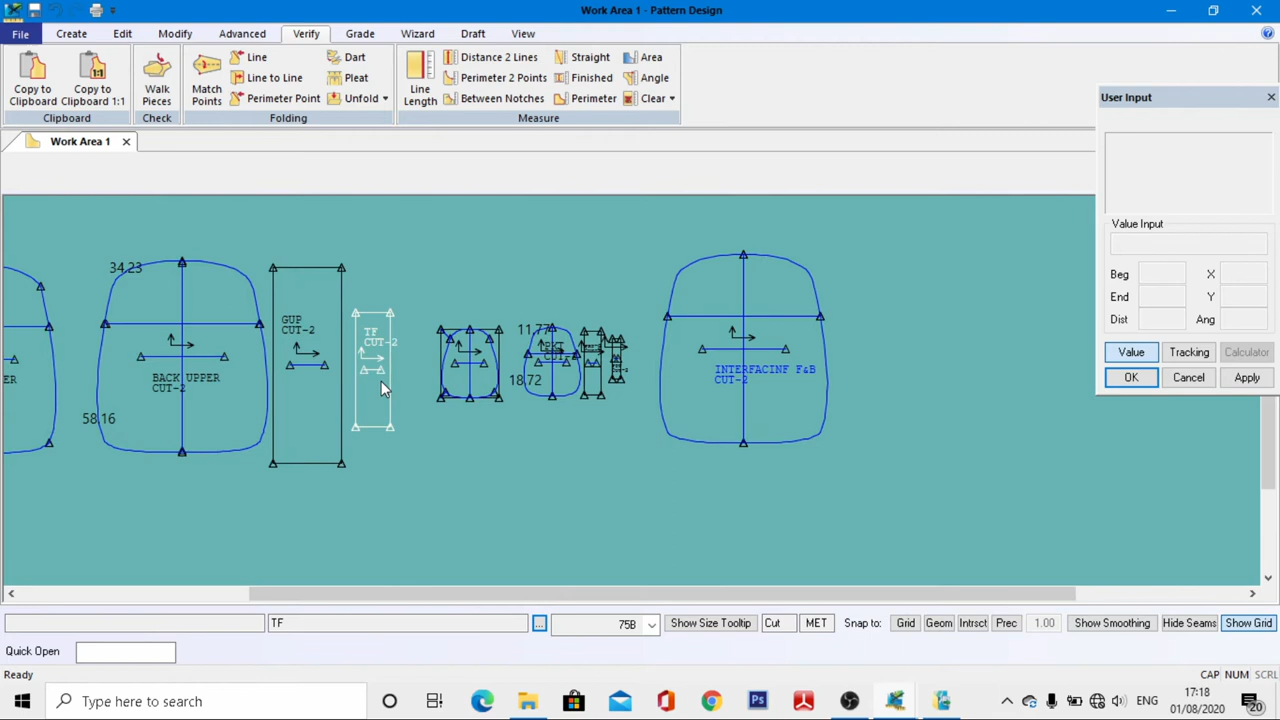 Work Area 1 - Pattern Design
File Create Edit Modify Advanced Verify Grade Wizard Draft View
Copy to Clipboard
Copy to Clipboard 1:1
Clipboard
Walk Pieces
Check
Match Points
Line
Line to Line
Perimeter Point
Dart
Pleat
Unfold
Folding
Line Length
Distance 2 Lines
Perimeter 2 Points
Between Notches
Straight
Finished
Perimeter
Area
Angle
Clear
Measure
Work Area 1
User Input
Value Input
Beg X
End Y
Dist Ang
Value Tracking Calculator
OK Cancel Apply
34.23
58.16
BACK UPPER
CUT-2
GUP
CUT-2
TF
CUT-2
11.77
18.72
PKT
CUT-2
INTERFACINF F&B
CUT-2
TF ... 75B Show Size Tooltip Cut MET Snap to: Grid Geom Intrsct Prec 1.00 Show Smoothing Hide Seams Show Grid
Quick Open
Ready CAP NUM SCRL
Type here to search
ENG
17:18
01/08/2020
20